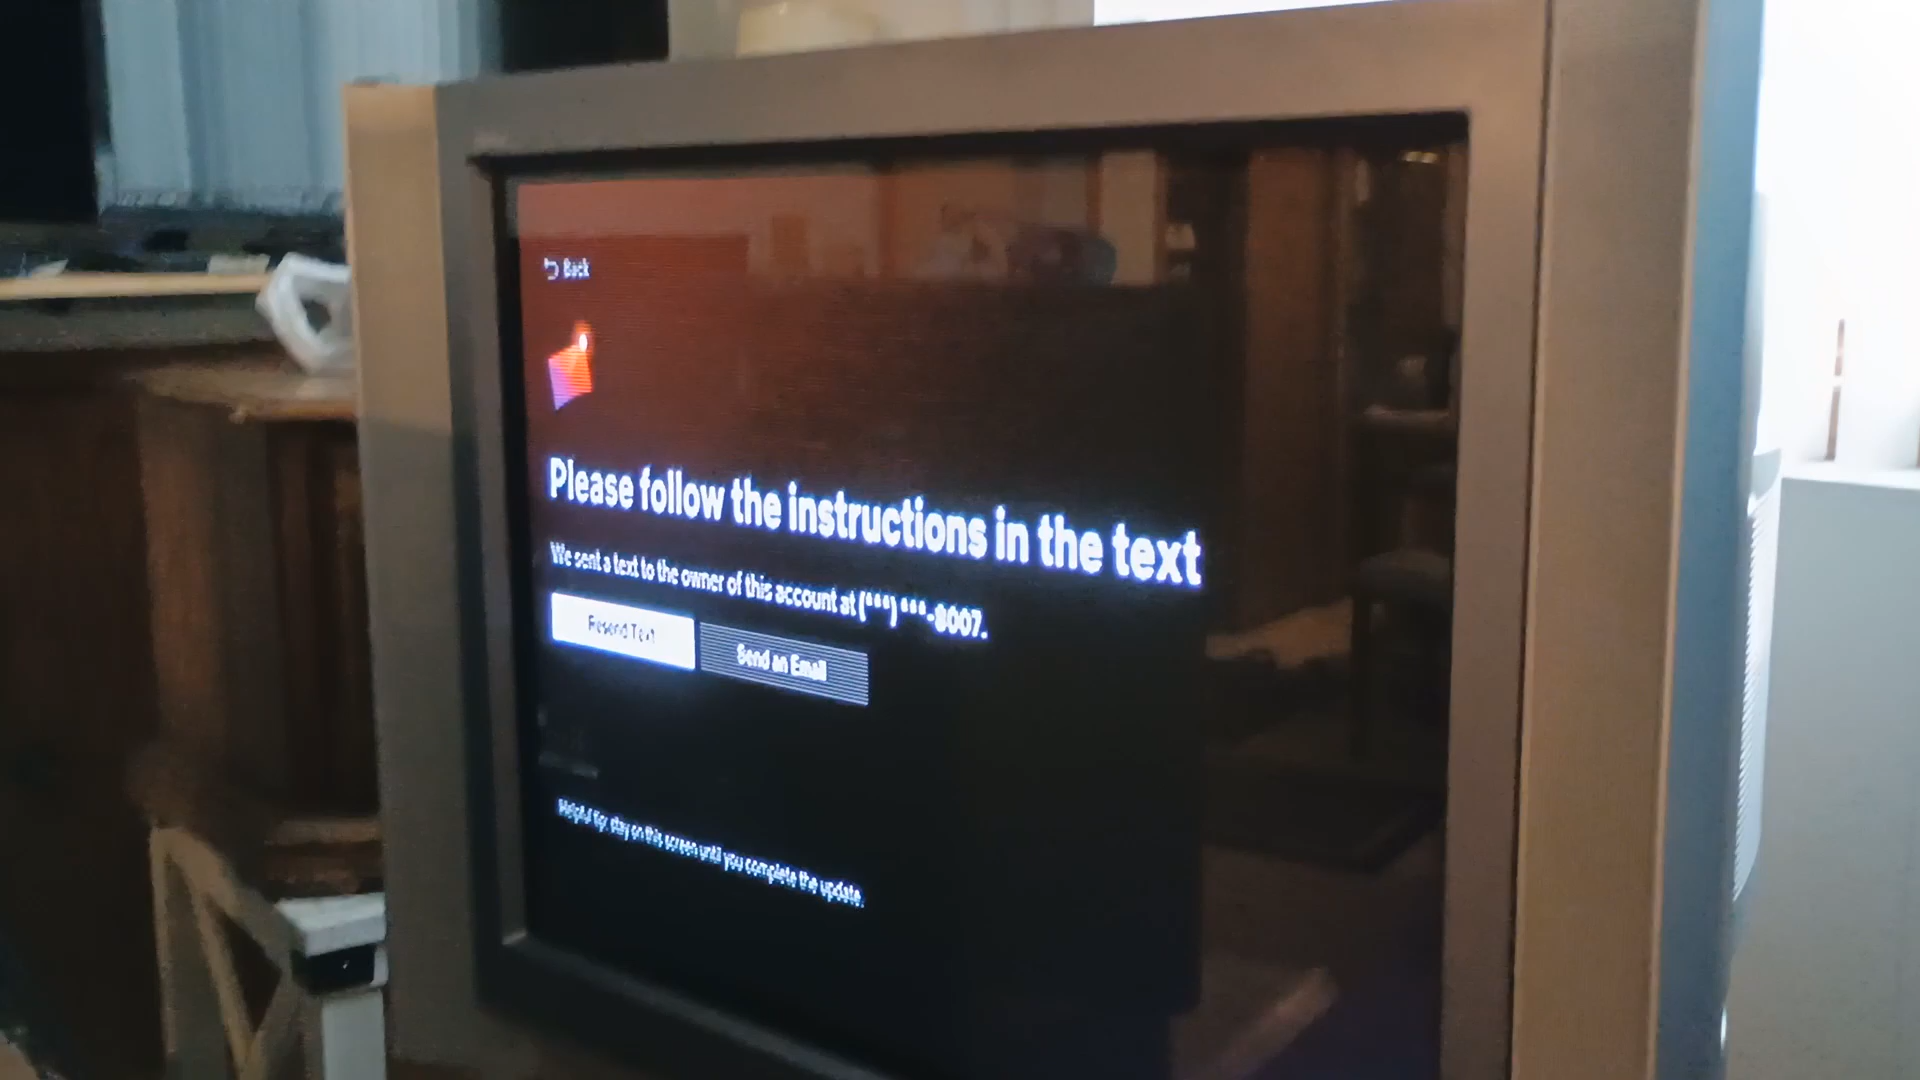 Back
Please follow the instructions in the text
We sent a text to the owner of this account at (***) ***-8007.
Resend Text
Send an Email
Helpful tip: stay on this screen until you complete the update.